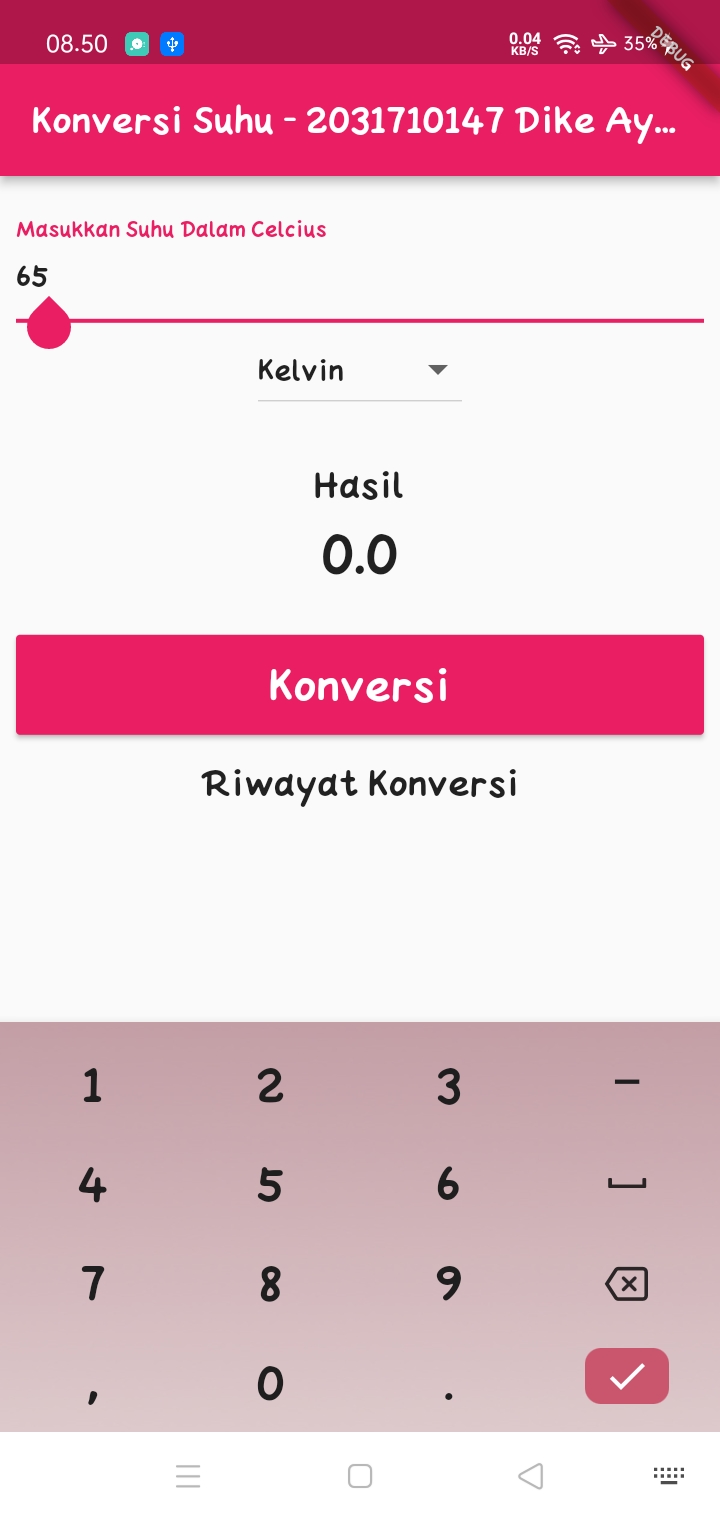 08.50
0.04
KB/S
35%
DEBUG
Konversi Suhu - 2031710147 Dike Ay...
Masukkan Suhu Dalam Celcius
65
Kelvin
Hasil
0.0
Konversi
Riwayat Konversi
1 2 3 -
4 5 6
7 8 9
, 0 .